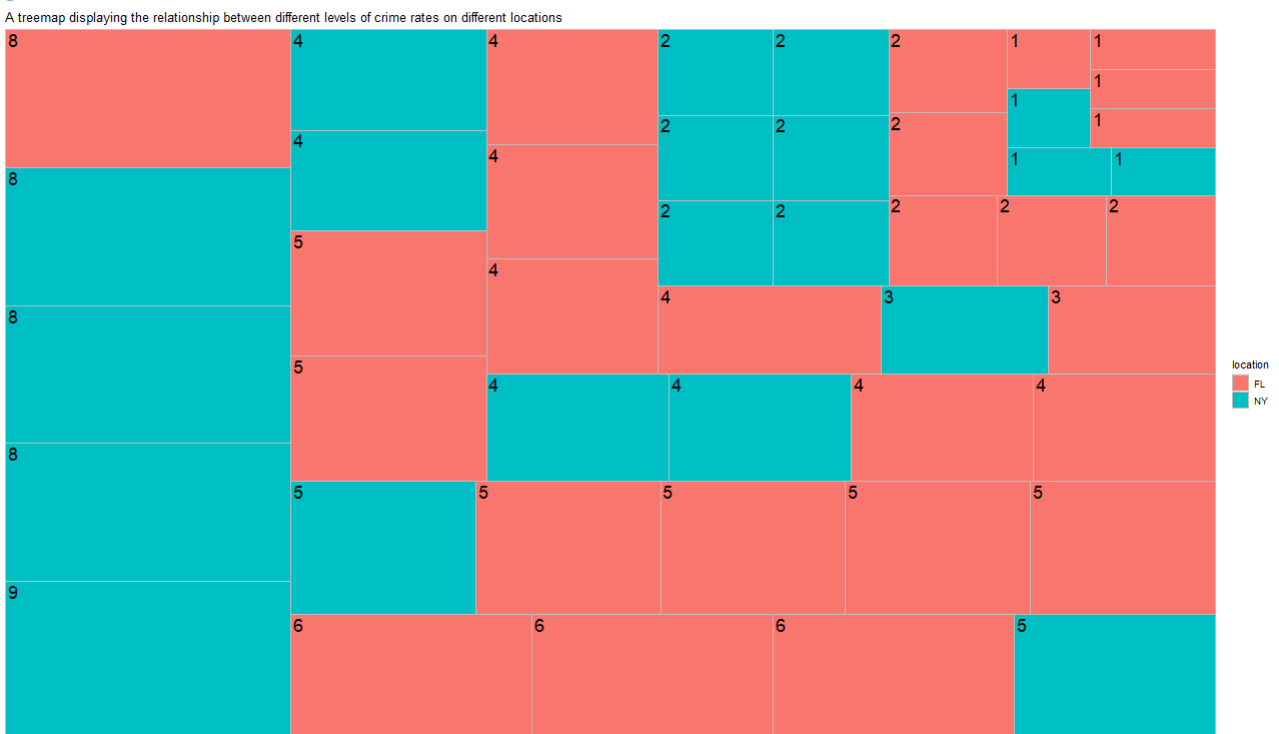 A treemap displaying the relationship between different levels of crime rates on different locations
8 4 4 2 2 2 1 1
1
1
1
4 2 2 2
4 1 1
8 2 2 2 2 2
5 4
4 3 3
8
5 4 4 4 4
location
FL
NY
8
5 5 5 5 5
9
6 6 6 5